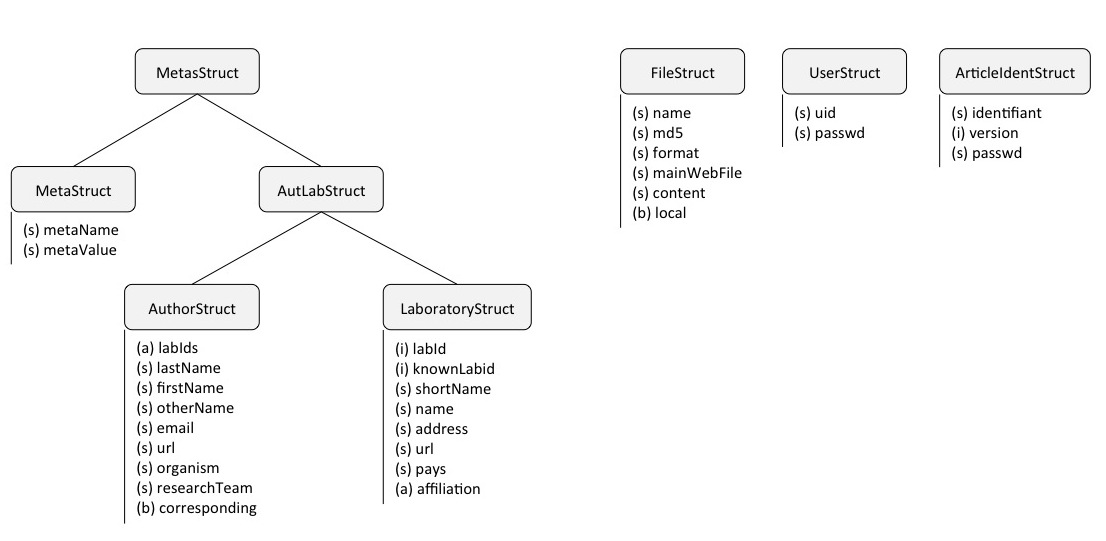 MetasStruct
MetaStruct
(s) metaName
(s) metaValue
AutLabStruct
AuthorStruct
(a) labIds
(s) lastName
(s) firstName
(s) otherName
(s) email
(s) url
(s) organism
(s) researchTeam
(b) corresponding
LaboratoryStruct
(i) labId
(i) knownLabid
(s) shortName
(s) name
(s) address
(s) url
(s) pays
(a) affiliation
FileStruct
(s) name
(s) md5
(s) format
(s) mainWebFile
(s) content
(b) local
UserStruct
(s) uid
(s) passwd
ArticleIdentStruct
(s) identifiant
(i) version
(s) passwd